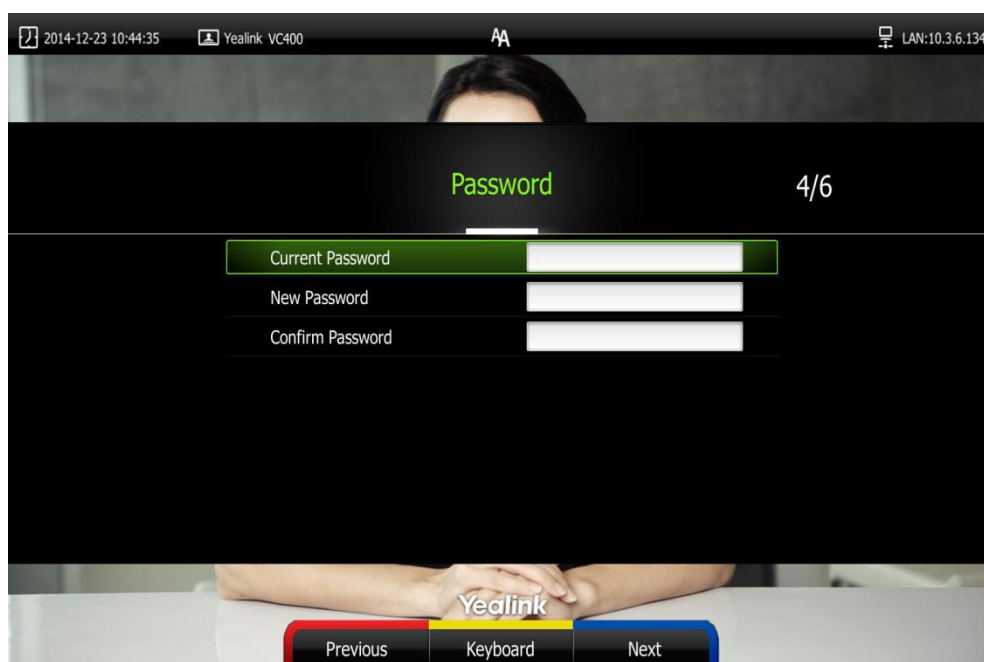 2014-12-23 10:44:35 Yealink VC400 AA LAN:10.3.6.134
Password 4/6
Current Password
New Password
Confirm Password
Yealink
Previous Keyboard Next